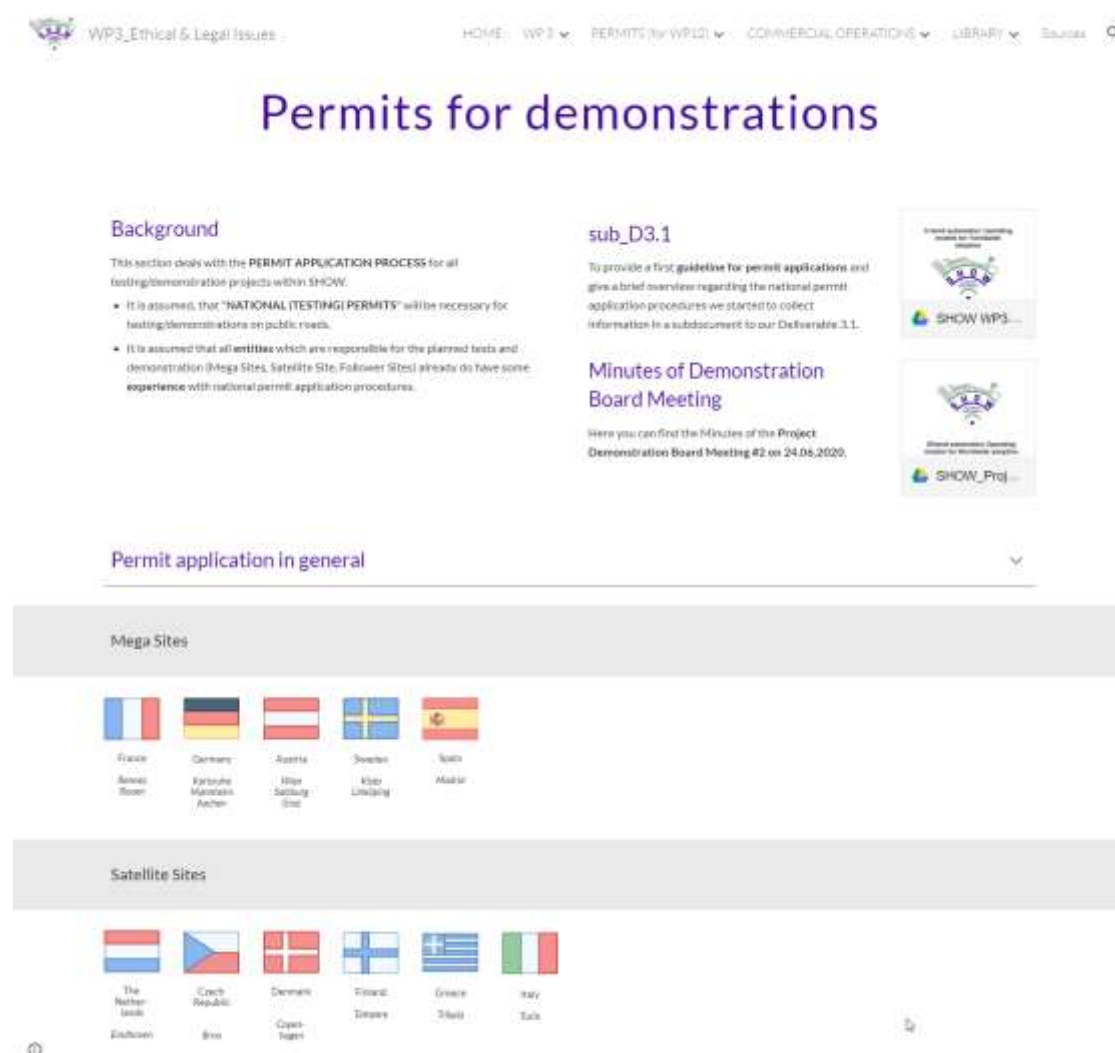 WP3_Ethical & Legal Issues
HOME
WP 3
PERMITS (for WP12)
COMMERCIAL OPERATIONS
LIBRARY
Sources
Permits for demonstrations
Background
This section deals with the PERMIT APPLICATION PROCESS for all
testing/demonstration projects within SHOW.
• It is assumed, that "NATIONAL (TESTING) PERMITS" will be necessary for
testing/demonstrations on public roads.
• It is assumed that all entities which are responsible for the planned tests and
demonstration (Mega Sites, Satellite Site, Follower Sites) already do have some
experience with national permit application procedures.
sub_D3.1
To provide a first guideline for permit applications and
give a brief overview regarding the national permit
application procedures we started to collect
information in a subdocument to our Deliverable 3.1.
SHOW WP3...
Minutes of Demonstration
Board Meeting
Here you can find the Minutes of the Project
Demonstration Board Meeting #2 on 24.06.2020.
SHOW_Proj...
Permit application in general
Mega Sites
France
Germany
Austria
Sweden
Spain
Rennes
Rouen
Karlsruhe
Mannheim
Aachen
Salzburg
Graz
Kista
Linköping
Madrid
Satellite Sites
The
Nether-
lands
Czech
Republic
Denmark
Finland
Greece
Italy
Eindhoven
Brno
Copen-
hagen
Tampere
Trikala
Turin